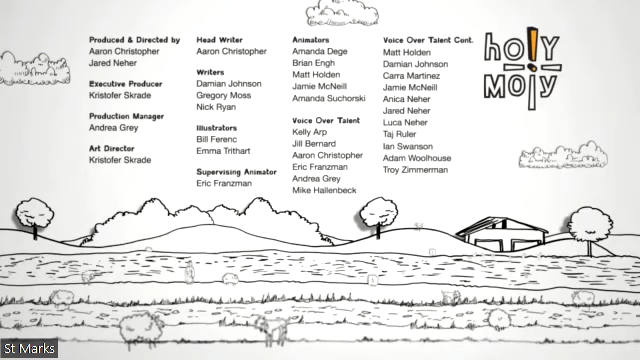 Produced & Directed by
Aaron Christopher
Jared Neher
Executive Producer
Kristofer Skrade
Production Manager
Andrea Grey
Art Director
Kristofer Skrade
Head Writer
Aaron Christopher
Writers
Damian Johnson
Gregory Moss
Nick Ryan
Illustrators
Bill Ferenc
Emma Trithart
Supervising Animator
Eric Franzman
Animators
Amanda Dege
Brian Engh
Matt Holden
Jamie McNeill
Amanda Suchorski
Voice Over Talent
Kelly Arp
Jill Bernard
Aaron Christopher
Eric Franzman
Andrea Grey
Mike Hallenbeck
Voice Over Talent Cont.
Matt Holden
Damian Johnson
Carra Martinez
Jamie McNeill
Anica Neher
Jared Neher
Luca Neher
Taj Ruler
Ian Swanson
Adam Woolhouse
Troy Zimmerman
ho!y
Moiy
St Marks